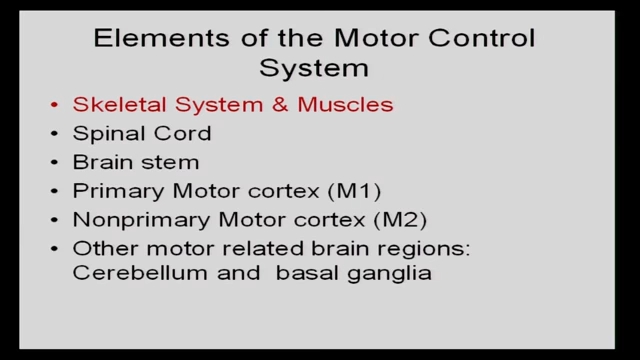 Elements of the Motor Control
System
• Skeletal System & Muscles
• Spinal Cord
• Brain stem
• Primary Motor cortex (M1)
• Nonprimary Motor cortex (M2)
• Other motor related brain regions:
Cerebellum and basal ganglia